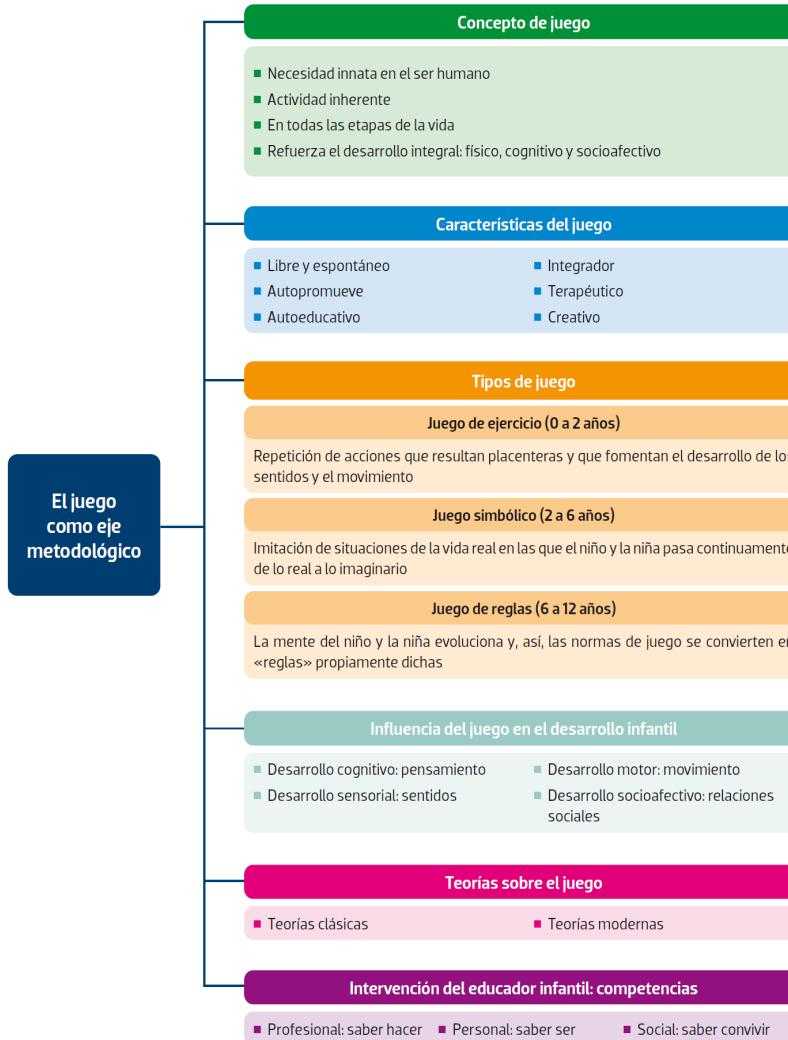 El juego
como eje
metodológico
Concepto de juego
Necesidad innata en el ser humano
Actividad inherente
En todas las etapas de la vida
Refuerza el desarrollo integral: físico, cognitivo y socioafectivo
Características del juego
Libre y espontáneo
Autopromueve
Autoeducativo
Integrador
Terapéutico
Creativo
Tipos de juego
Juego de ejercicio (0 a 2 años)
Repetición de acciones que resultan placenteras y que fomentan el desarrollo de los
sentidos y el movimiento
Juego simbólico (2 a 6 años)
Imitación de situaciones de la vida real en las que el niño y la niña pasa continuamente
de lo real a lo imaginario
Juego de reglas (6 a 12 años)
La mente del niño y la niña evoluciona y, así, las normas de juego se convierten en
«reglas» propiamente dichas
Influencia del juego en el desarrollo infantil
Desarrollo cognitivo: pensamiento
Desarrollo sensorial: sentidos
Desarrollo motor: movimiento
Desarrollo socioafectivo: relaciones
sociales
Teorías sobre el juego
Teorías clásicas
Teorías modernas
Intervención del educador infantil: competencias
Profesional: saber hacer
Personal: saber ser
Social: saber convivir